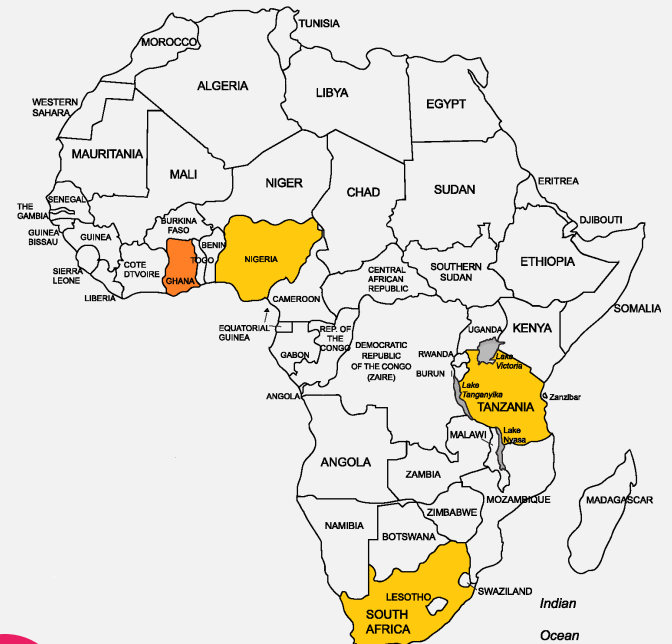 TUNISIA
MOROCCO
ALGERIA
LIBYA
EGYPT
WESTERN
SAHARA
MAURITANIA
MALI
NIGER
CHAD
SUDAN
ERITREA
DJIBOUTI
SENEGAL
THE
GAMBIA
GUINEA
BISSAU
GUINEA
SIERRA
LEONE
LIBERIA
COTE
D'TVOIRE
BURKINA
FASO
GHANA
TOGO
BENIN
NIGERIA
CAMEROON
CENTRAL
AFRICAN
REPUBLIC
SOUTHERN
SUDAN
ETHIOPIA
SOMALIA
EQUATORIAL
GUINEA
GABON
REP. OF
THE
CONGO
DEMOCRATIC
REPUBLIC
OF THE CONGO
(ZAIRE)
UGANDA
KENYA
RWANDA
BURUN
Lake
Victoria
Lake
Tanganyika
TANZANIA
Zanzibar
Lake
Nyasa
ANGOLA
ANGOLA
ZAMBIA
MALAWI
MOZAMBIQUE
MADAGASCAR
ZIMBABWE
NAMIBIA
BOTSWANA
SWAZILAND
LESOTHO
SOUTH
AFRICA
Indian
Ocean